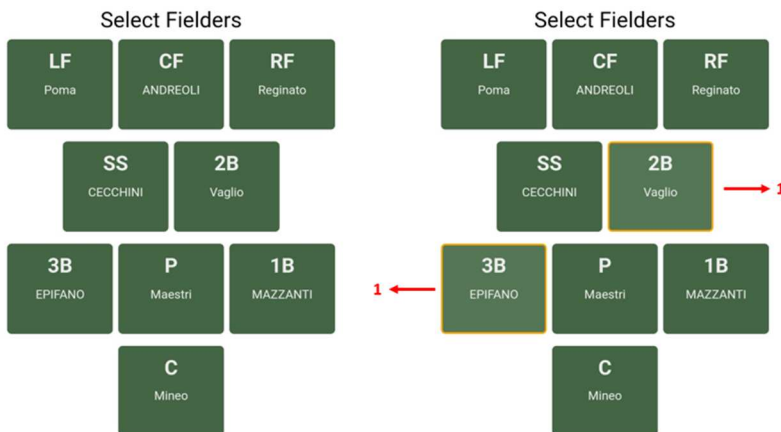 Select Fielders
LF CF RF
Poma ANDREOLI Reginato
SS 2B
CECCHINI Vaglio
3B P 1B
EPIFANO Maestri MAZZANTI
C
Mineo
Select Fielders
LF CF RF
Poma ANDREOLI Reginato
SS 2B
CECCHINI Vaglio
1
3B P 1B
1
EPIFANO Maestri MAZZANTI
C
Mineo